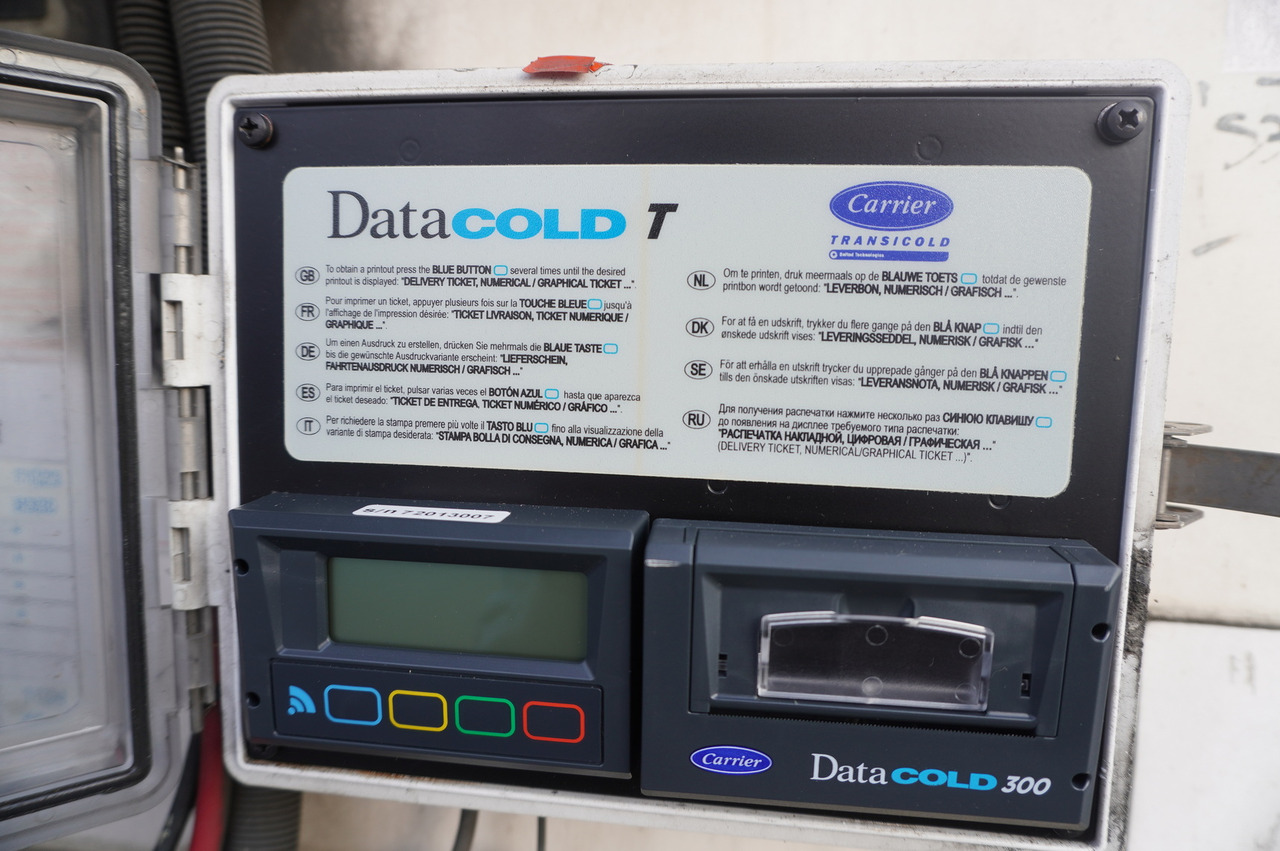 DataCOLD T
Carrier
TRANSICOLD
United Technologies
GB
To obtain a printout press the BLUE BUTTON several times until the desired
printout is displayed: "DELIVERY TICKET, NUMERICAL / GRAPHICAL TICKET ...".
FR
Pour imprimer un ticket, appuyer plusieurs fois sur la TOUCHE BLEUE jusqu'à
l'affichage de l'impression désirée: "TICKET LIVRAISON, TICKET NUMERIQUE /
GRAPHIQUE ..."
DE
Um einen Ausdruck zu erstellen, drücken Sie mehrmals die BLAUE TASTE
bis die gewünschte Ausdruckvariante erscheint: "LIEFERSCHEIN,
FAHRTENAUSDRUCK NUMERISCH / GRAFISCH ..."
ES
Para imprimir el ticket, pulsar varias veces el BOTÓN AZUL hasta que aparezca
el ticket deseado: "TICKET DE ENTREGA, TICKET NUMÉRICO / GRÁFICO ...".
IT
Per richiedere la stampa premere più volte il TASTO BLU fino alla visualizzazione della
variante di stampa desiderata: "STAMPA BOLLA DI CONSEGNA, NUMERICA / GRAFICA ..."
NL
Om te printen, druk meermaals op de BLAUWE TOETS totdat de gewenste
printbon wordt getoond: "LEVERBON, NUMERISCH / GRAFISCH ...".
DK
For at få en udskrift, trykker du flere gange på den BLÅ KNAP indtil den
ønskede udskrift vises: "LEVERINGSSEDDEL, NUMERISK / GRAFISK ..."
SE
För att erhålla en utskrift trycker du upprepade gånger på den BLÅ KNAPPEN
tills den önskade utskriften visas: "LEVERANSNOTA, NUMERISK / GRAFISK ..."
RU
Для получения распечатки нажмите несколько раз СИНЮЮ КЛАВИШУ
до появления на дисплее требуемого типа распечатки:
"РАСПЕЧАТКА НАКЛАДНОЙ, ЦИФРОВАЯ / ГРАФИЧЕСКАЯ ..."
(DELIVERY TICKET, NUMERICAL/GRAPHICAL TICKET ...)".
S/n 72013007
Carrier
DataCOLD 300